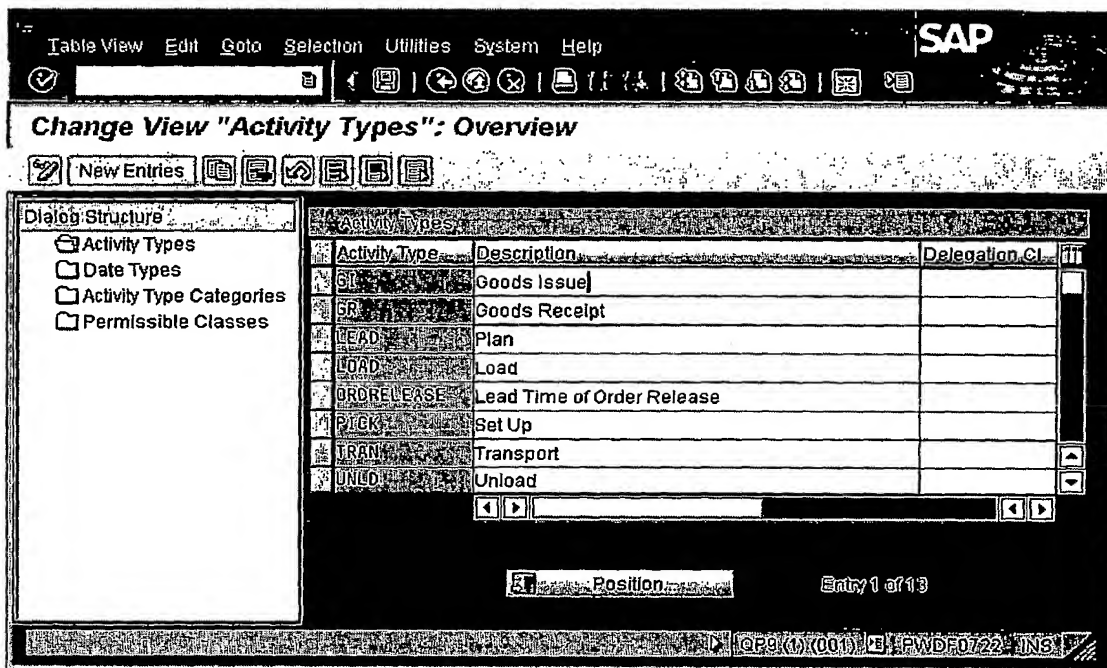 Table View Edit Goto Selection Utilities System Help
SAP
Change View "Activity Types": Overview
New Entries
Dialog Structure
Activity Types
Date Types
Activity Type Categories
Permissible Classes
Activity Types
Activity Type Description Delegation Cl..
GI Goods Issue
GR Goods Receipt
LEAD Plan
LOAD Load
ORDRELEASE Lead Time of Order Release
PICK Set Up
TRAN Transport
UNLD Unload
Position... Entry 1 of 13
(1) (001) PWDF0722 INS